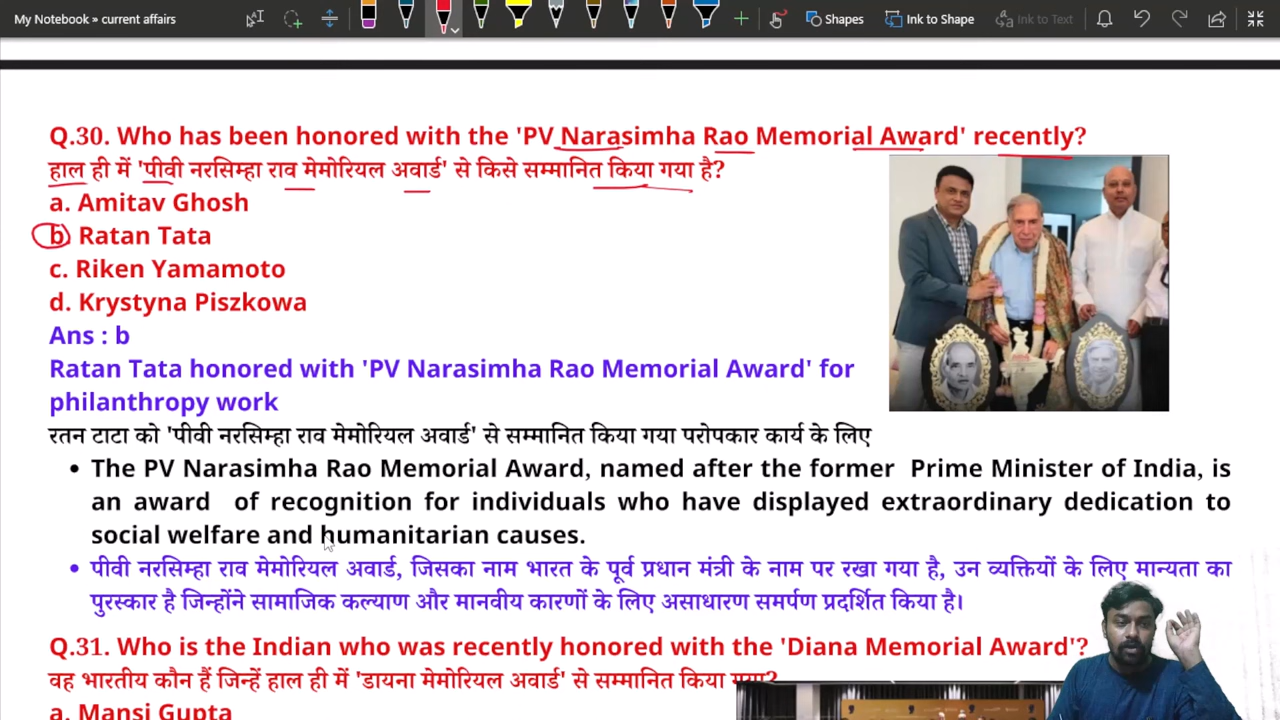 My Notebook » current affairs
Shapes
Ink to Shape
Ink to Text
Q.30. Who has been honored with the 'PV Narasimha Rao Memorial Award' recently?
हाल ही में 'पीवी नरसिम्हा राव मेमोरियल अवार्ड' से किसे सम्मानित किया गया है?
a. Amitav Ghosh
b. Ratan Tata
c. Riken Yamamoto
d. Krystyna Piszkowa
Ans : b
Ratan Tata honored with 'PV Narasimha Rao Memorial Award' for
philanthropy work
रतन टाटा को 'पीवी नरसिम्हा राव मेमोरियल अवार्ड' से सम्मानित किया गया परोपकार कार्य के लिए
• The PV Narasimha Rao Memorial Award, named after the former Prime Minister of India, is
an award of recognition for individuals who have displayed extraordinary dedication to
social welfare and humanitarian causes.
• पीवी नरसिम्हा राव मेमोरियल अवार्ड, जिसका नाम भारत के पूर्व प्रधान मंत्री के नाम पर रखा गया है, उन व्यक्तियों के लिए मान्यता का
पुरस्कार है जिन्होंने सामाजिक कल्याण और मानवीय कारणों के लिए असाधारण समर्पण प्रदर्शित किया है।
Q.31. Who is the Indian who was recently honored with the 'Diana Memorial Award'?
वह भारतीय कौन हैं जिन्हें हाल ही में 'डायना मेमोरियल अवार्ड' से सम्मानित किया गया?
a. Mansi Gupta